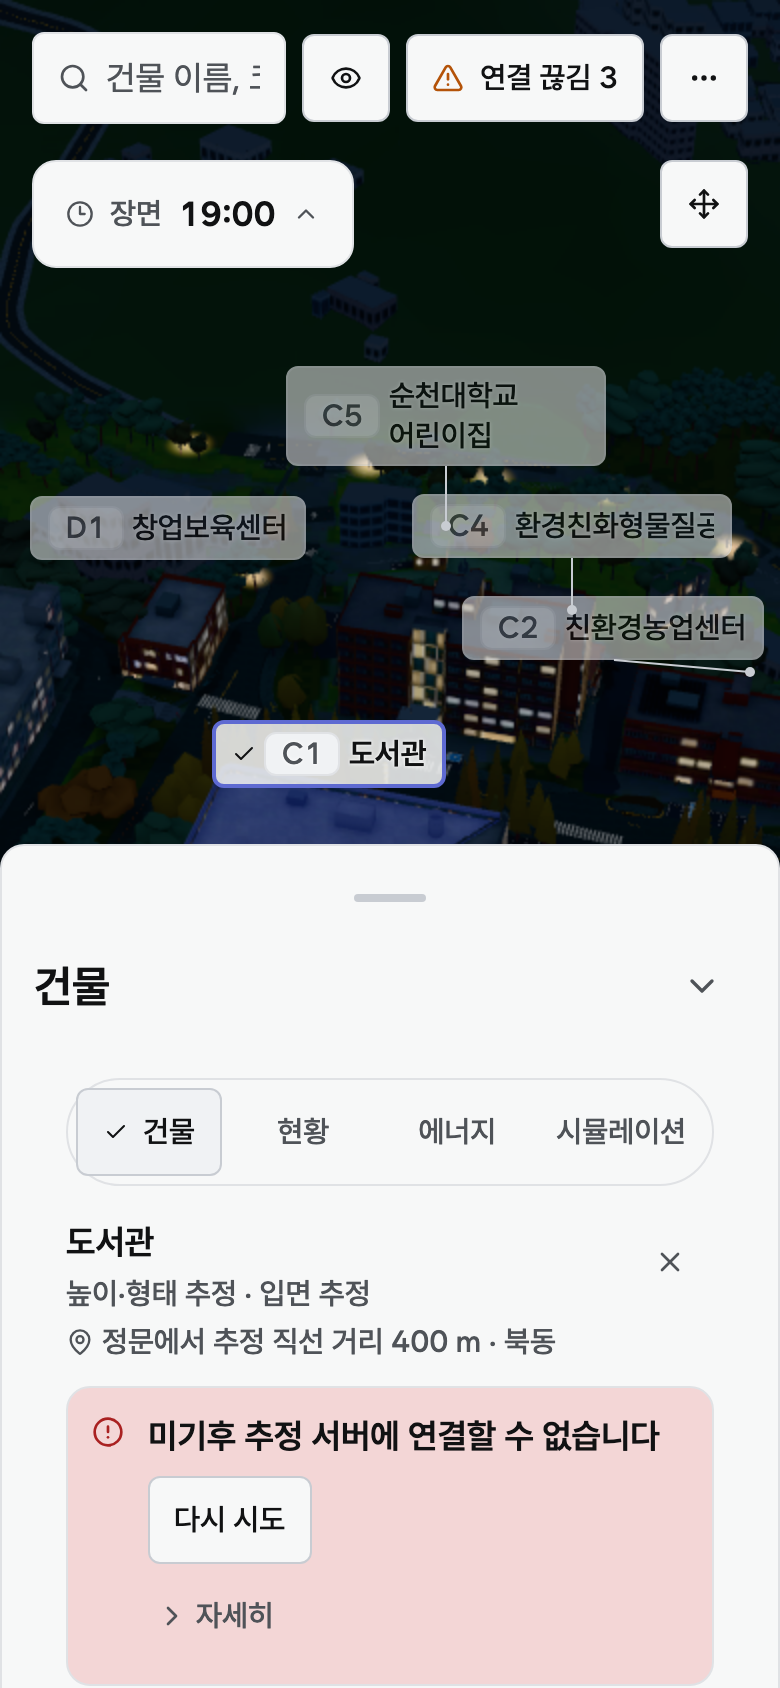 건물 이름,
연결 끊김 3
장면 19:00
C5 순천대학교
어린이집
D1 창업보육센터
C4 환경친화형물질공
C2 친환경농업센터
C1 도서관
건물
건물 현황 에너지 시뮬레이션
도서관
높이·형태 추정 · 입면 추정
정문에서 추정 직선 거리 400 m · 북동
미기후 추정 서버에 연결할 수 없습니다
다시 시도
자세히